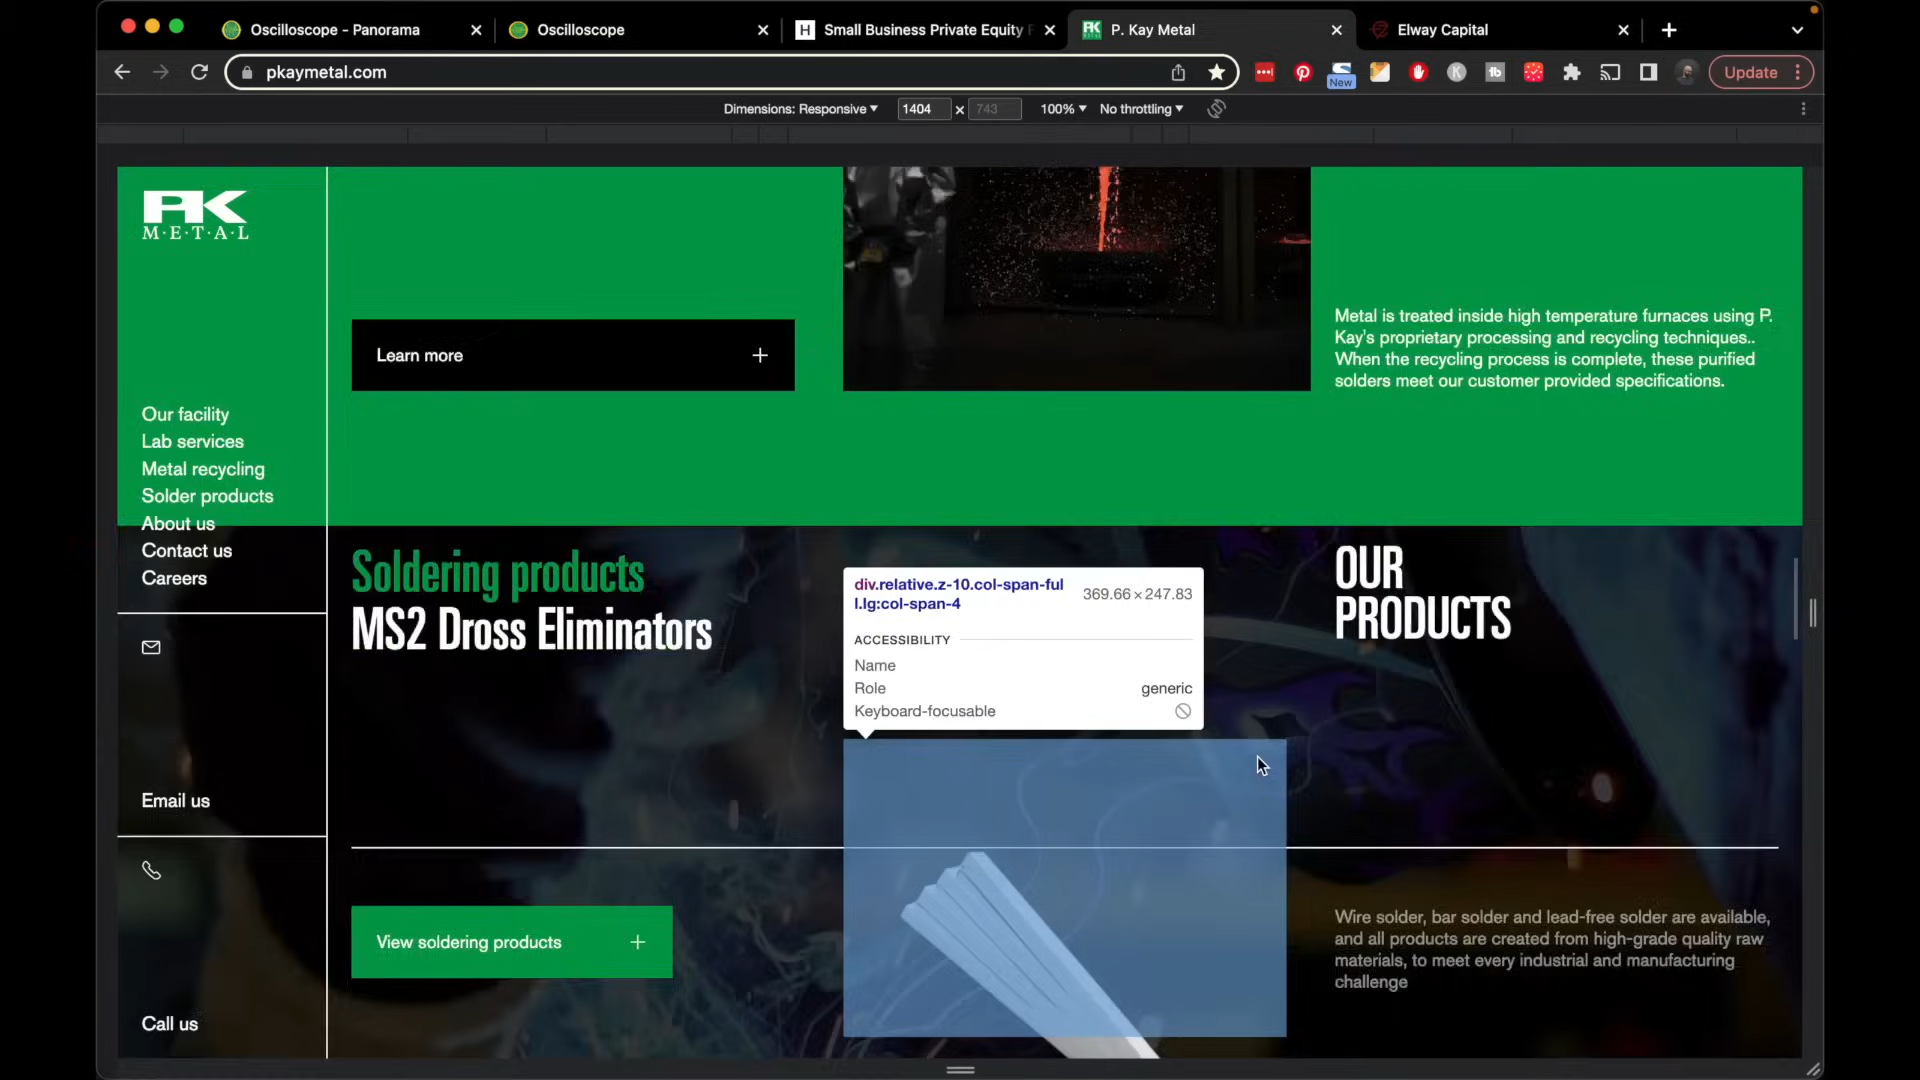 Oscilloscope - Panorama
Oscilloscope
H
Small Business Private Equity
PK
P. Kay Metal
Elway Capital
pkaymetal.com
New
K
tb
Update
Dimensions: Responsive
1404
×
743
100%
No throttling
PK
M·E·T·A·L
Our facility
Lab services
Metal recycling
Solder products
About us
Contact us
Careers
Email us
Call us
Learn more
Metal is treated inside high temperature furnaces using P.
Kay's proprietary processing and recycling techniques..
When the recycling process is complete, these purified
solders meet our customer provided specifications.
Soldering products
MS2 Dross Eliminators
View soldering products
div.relative.z-10.col-span-ful
l.lg:col-span-4
369.66 × 247.83
ACCESSIBILITY
Name
Role
generic
Keyboard-focusable
OUR
PRODUCTS
Wire solder, bar solder and lead-free solder are available,
and all products are created from high-grade quality raw
materials, to meet every industrial and manufacturing
challenge